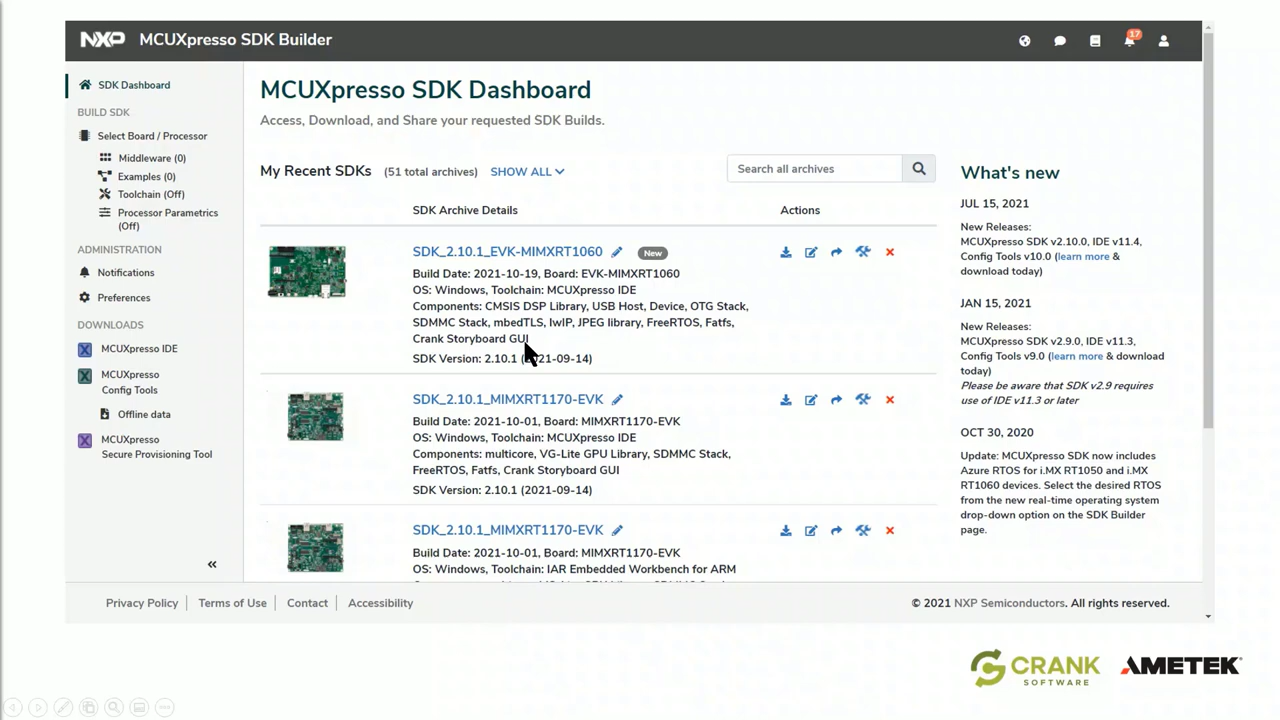 NXP MCUXpresso SDK Builder
17
SDK Dashboard
BUILD SDK
Select Board / Processor
Middleware (0)
Examples (0)
Toolchain (Off)
Processor Parametrics
(Off)
ADMINISTRATION
Notifications
Preferences
DOWNLOADS
MCUXpresso IDE
MCUXpresso
Config Tools
Offline data
MCUXpresso
Secure Provisioning Tool
«
MCUXpresso SDK Dashboard
Access, Download, and Share your requested SDK Builds.
My Recent SDKs (51 total archives) SHOW ALL
Search all archives
SDK Archive Details Actions
SDK_2.10.1_EVK-MIMXRT1060 New
Build Date: 2021-10-19, Board: EVK-MIMXRT1060
OS: Windows, Toolchain: MCUXpresso IDE
Components: CMSIS DSP Library, USB Host, Device, OTG Stack,
SDMMC Stack, mbedTLS, lwIP, JPEG library, FreeRTOS, Fatfs,
Crank Storyboard GUI
SDK Version: 2.10.1 (2021-09-14)
SDK_2.10.1_MIMXRT1170-EVK
Build Date: 2021-10-01, Board: MIMXRT1170-EVK
OS: Windows, Toolchain: MCUXpresso IDE
Components: multicore, VG-Lite GPU Library, SDMMC Stack,
FreeRTOS, Fatfs, Crank Storyboard GUI
SDK Version: 2.10.1 (2021-09-14)
SDK_2.10.1_MIMXRT1170-EVK
Build Date: 2021-10-01, Board: MIMXRT1170-EVK
OS: Windows, Toolchain: IAR Embedded Workbench for ARM
What's new
JUL 15, 2021
New Releases:
MCUXpresso SDK v2.10.0, IDE v11.4,
Config Tools v10.0 (learn more &
download today)
JAN 15, 2021
New Releases:
MCUXpresso SDK v2.9.0, IDE v11.3,
Config Tools v9.0 (learn more & download
today)
Please be aware that SDK v2.9 requires
use of IDE v11.3 or later
OCT 30, 2020
Update: MCUXpresso SDK now includes
Azure RTOS for i.MX RT1050 and i.MX
RT1060 devices. Select the desired RTOS
from the new real-time operating system
drop-down option on the SDK Builder
page.
Privacy Policy | Terms of Use | Contact | Accessibility
© 2021 NXP Semiconductors. All rights reserved.
CRANK
SOFTWARE
AMETEK